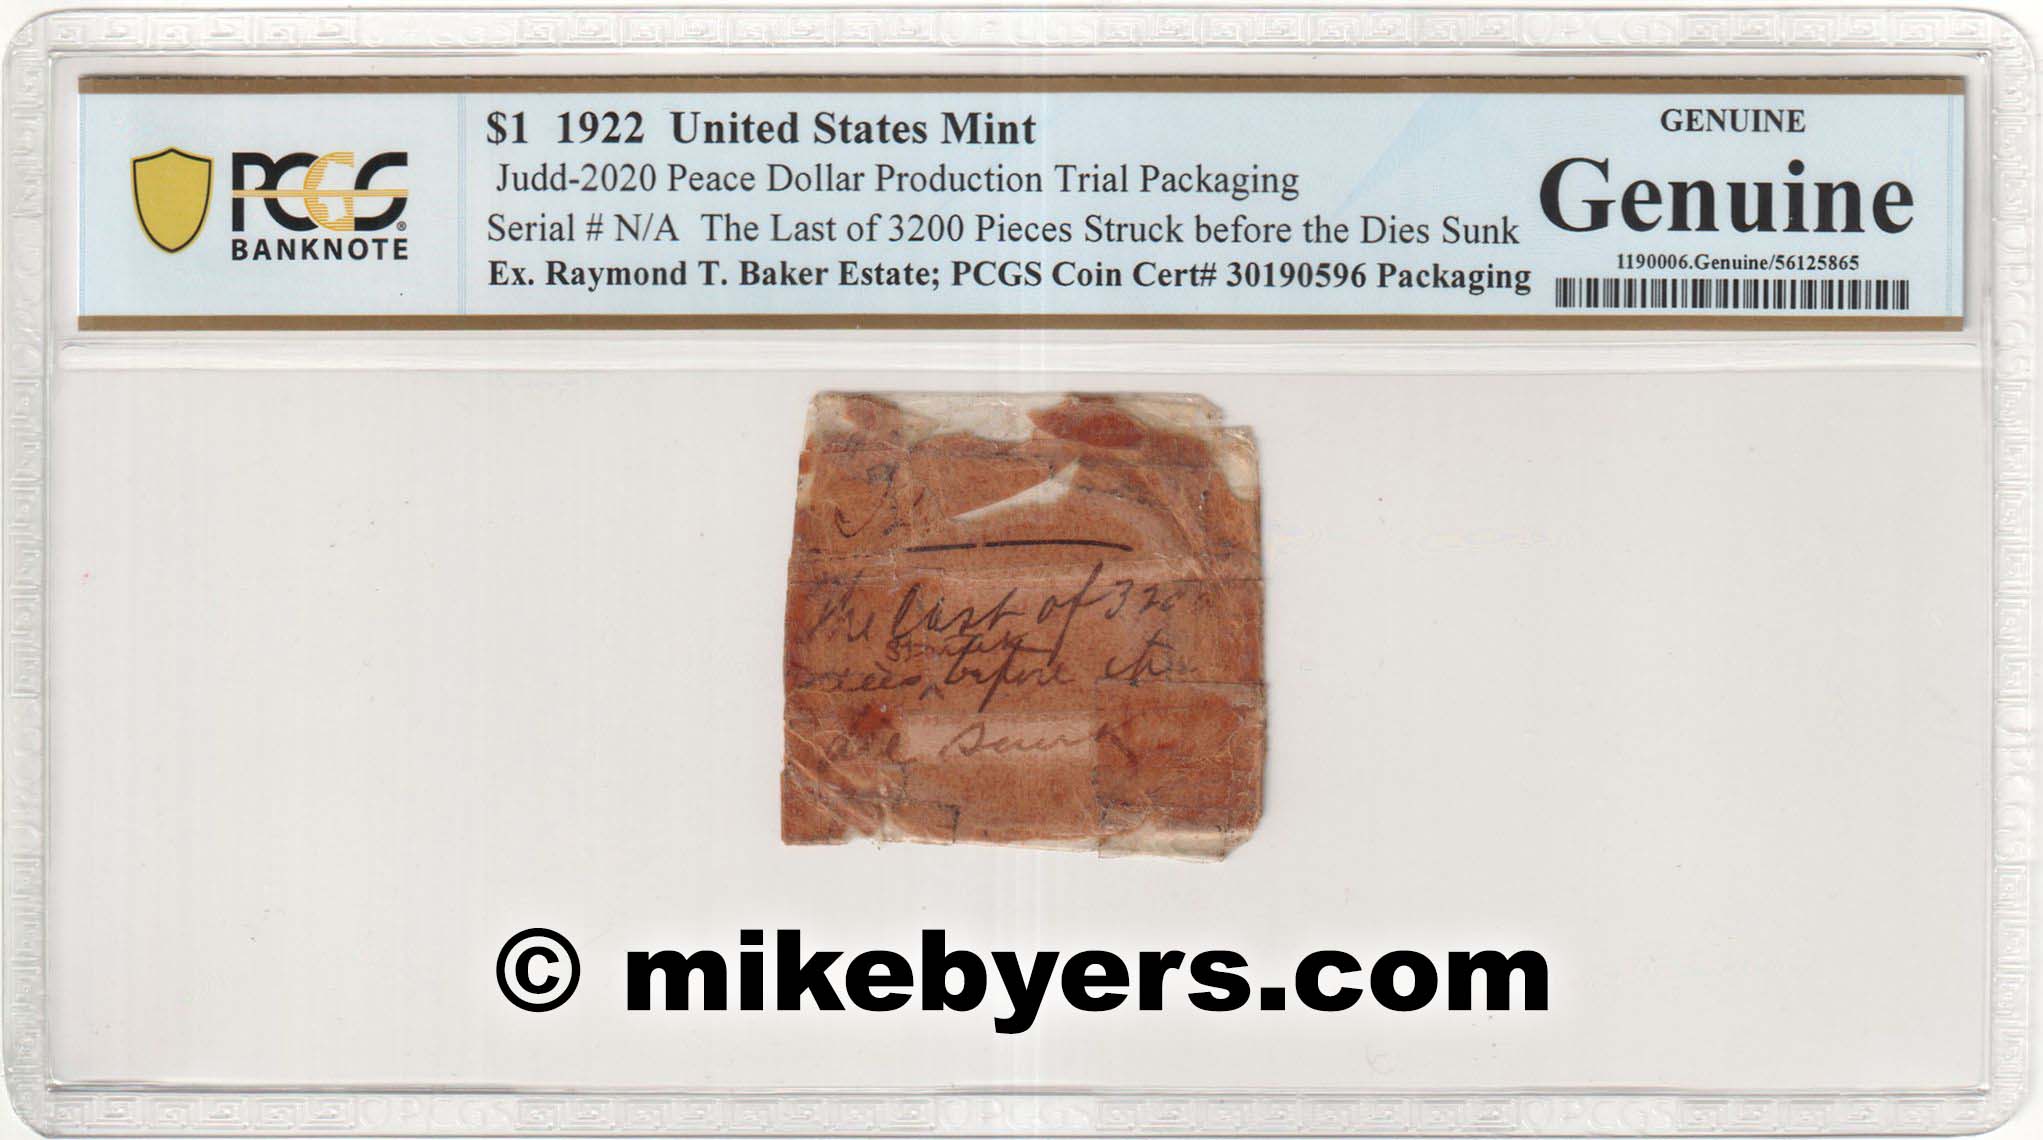 PCGS
BANKNOTE
$1 1922 United States Mint
Judd-2020 Peace Dollar Production Trial Packaging
Serial # N/A The Last of 3200 Pieces Struck before the Dies Sunk
Ex. Raymond T. Baker Estate; PCGS Coin Cert# 30190596 Packaging
GENUINE
Genuine
1190006.Genuine/56125865
The last of 320
struck
before the
sunk
© mikebyers.com